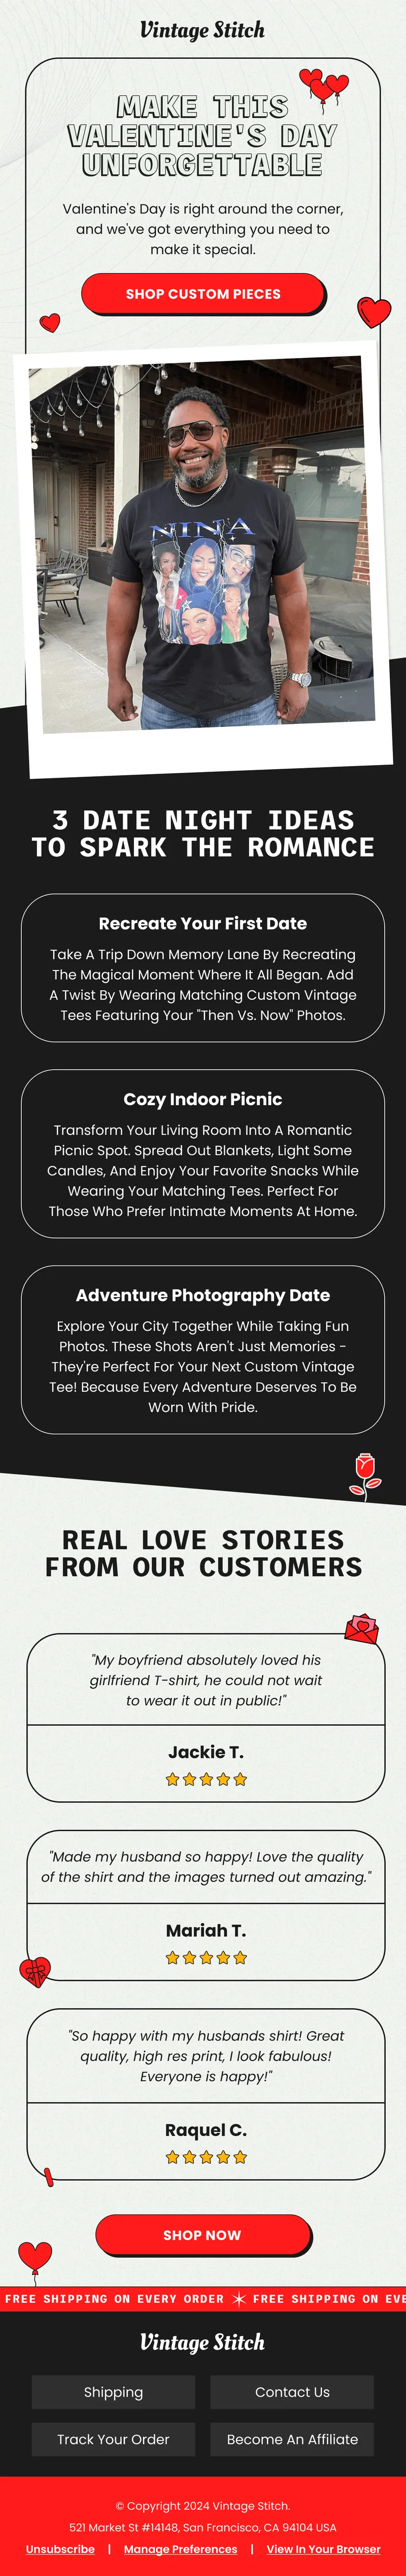 Vintage Stitch
MAKE THIS
VALENTINE'S DAY
UNFORGETTABLE
Valentine's Day is right around the corner,
and we've got everything you need to
make it special.
SHOP CUSTOM PIECES
NINA
3 DATE NIGHT IDEAS
TO SPARK THE ROMANCE
Recreate Your First Date
Take A Trip Down Memory Lane By Recreating
The Magical Moment Where It All Began. Add
A Twist By Wearing Matching Custom Vintage
Tees Featuring Your "Then Vs. Now" Photos.
Cozy Indoor Picnic
Transform Your Living Room Into A Romantic
Picnic Spot. Spread Out Blankets, Light Some
Candles, And Enjoy Your Favorite Snacks While
Wearing Your Matching Tees. Perfect For
Those Who Prefer Intimate Moments At Home.
Adventure Photography Date
Explore Your City Together While Taking Fun
Photos. These Shots Aren't Just Memories -
They're Perfect For Your Next Custom Vintage
Tee! Because Every Adventure Deserves To Be
Worn With Pride.
REAL LOVE STORIES
FROM OUR CUSTOMERS
"My boyfriend absolutely loved his
girlfriend T-shirt, he could not wait
to wear it out in public!"
Jackie T.
"Made my husband so happy! Love the quality
of the shirt and the images turned out amazing."
Mariah T.
"So happy with my husbands shirt! Great
quality, high res print, I look fabulous!
Everyone is happy!"
Raquel C.
SHOP NOW
FREE SHIPPING ON EVERY ORDER FREE SHIPPING ON EVE
Vintage Stitch
Shipping
Contact Us
Track Your Order
Become An Affiliate
© Copyright 2024 Vintage Stitch.
521 Market St #14148, San Francisco, CA 94104 USA
Unsubscribe | Manage Preferences | View In Your Browser